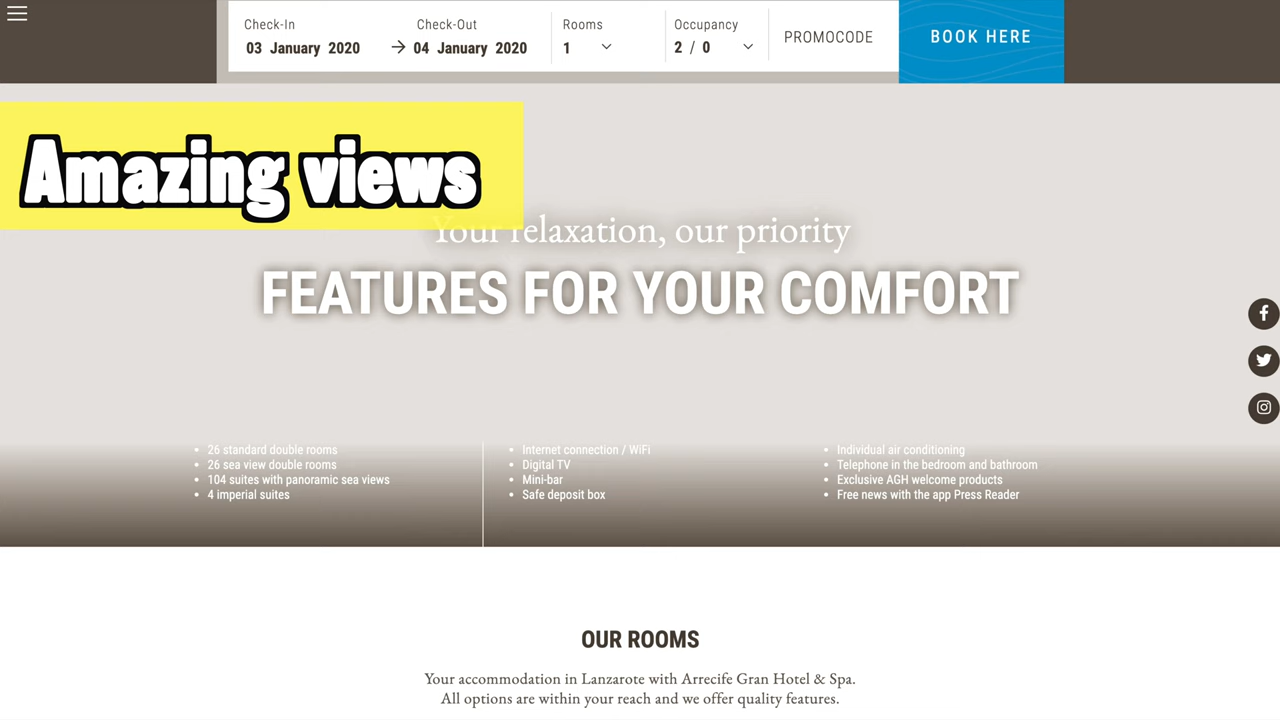 Check-In
03 January 2020
Check-Out
04 January 2020
Rooms
1
Occupancy
2 / 0
PROMOCODE
BOOK HERE
Amazing views
Your relaxation, our priority
FEATURES FOR YOUR COMFORT
26 standard double rooms
26 sea view double rooms
104 suites with panoramic sea views
4 imperial suites
Internet connection / WiFi
Digital TV
Mini-bar
Safe deposit box
Individual air conditioning
Telephone in the bedroom and bathroom
Exclusive AGH welcome products
Free news with the app Press Reader
OUR ROOMS
Your accommodation in Lanzarote with Arrecife Gran Hotel & Spa.
All options are within your reach and we offer quality features.